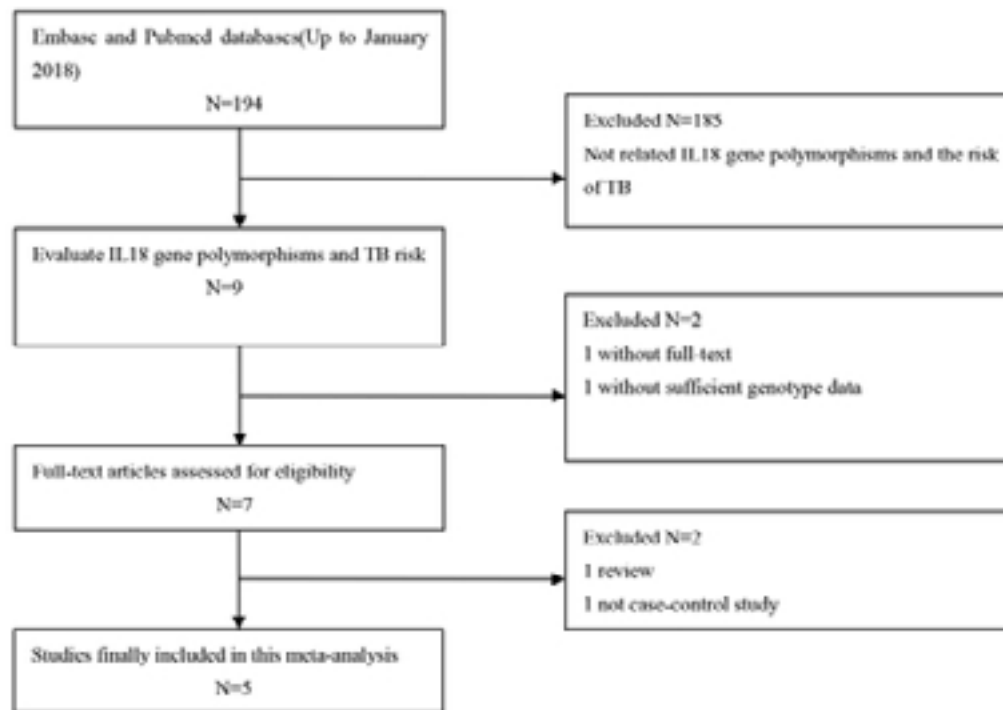 Embase and Pubmed databases(Up to January
2018)
N=194
Excluded N=185
Not related IL18 gene polymorphisms and the risk
of TB
Evaluate IL18 gene polymorphisms and TB risk
N=9
Excluded N=2
1 without full-text
1 without sufficient genotype data
Full-text articles assessed for eligibility
N=7
Excluded N=2
1 review
1 not case-control study
Studies finally included in this meta-analysis
N=5